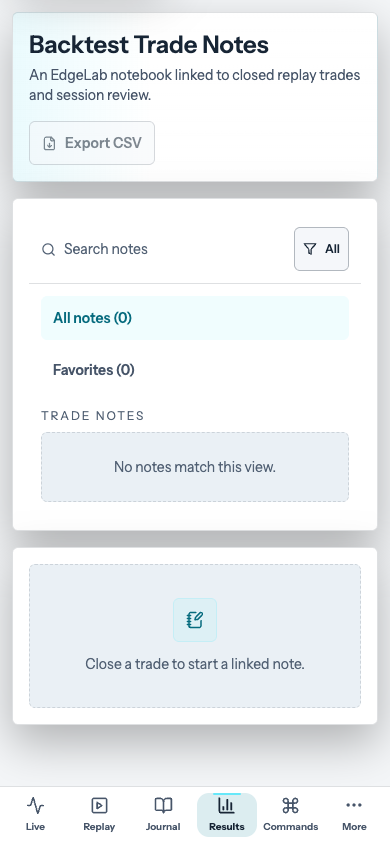 Backtest Trade Notes
An EdgeLab notebook linked to closed replay trades
and session review.
Export CSV
Search notes
All
All notes (0)
Favorites (0)
TRADE NOTES
No notes match this view.
Close a trade to start a linked note.
Live
Replay
Journal
Results
Commands
More